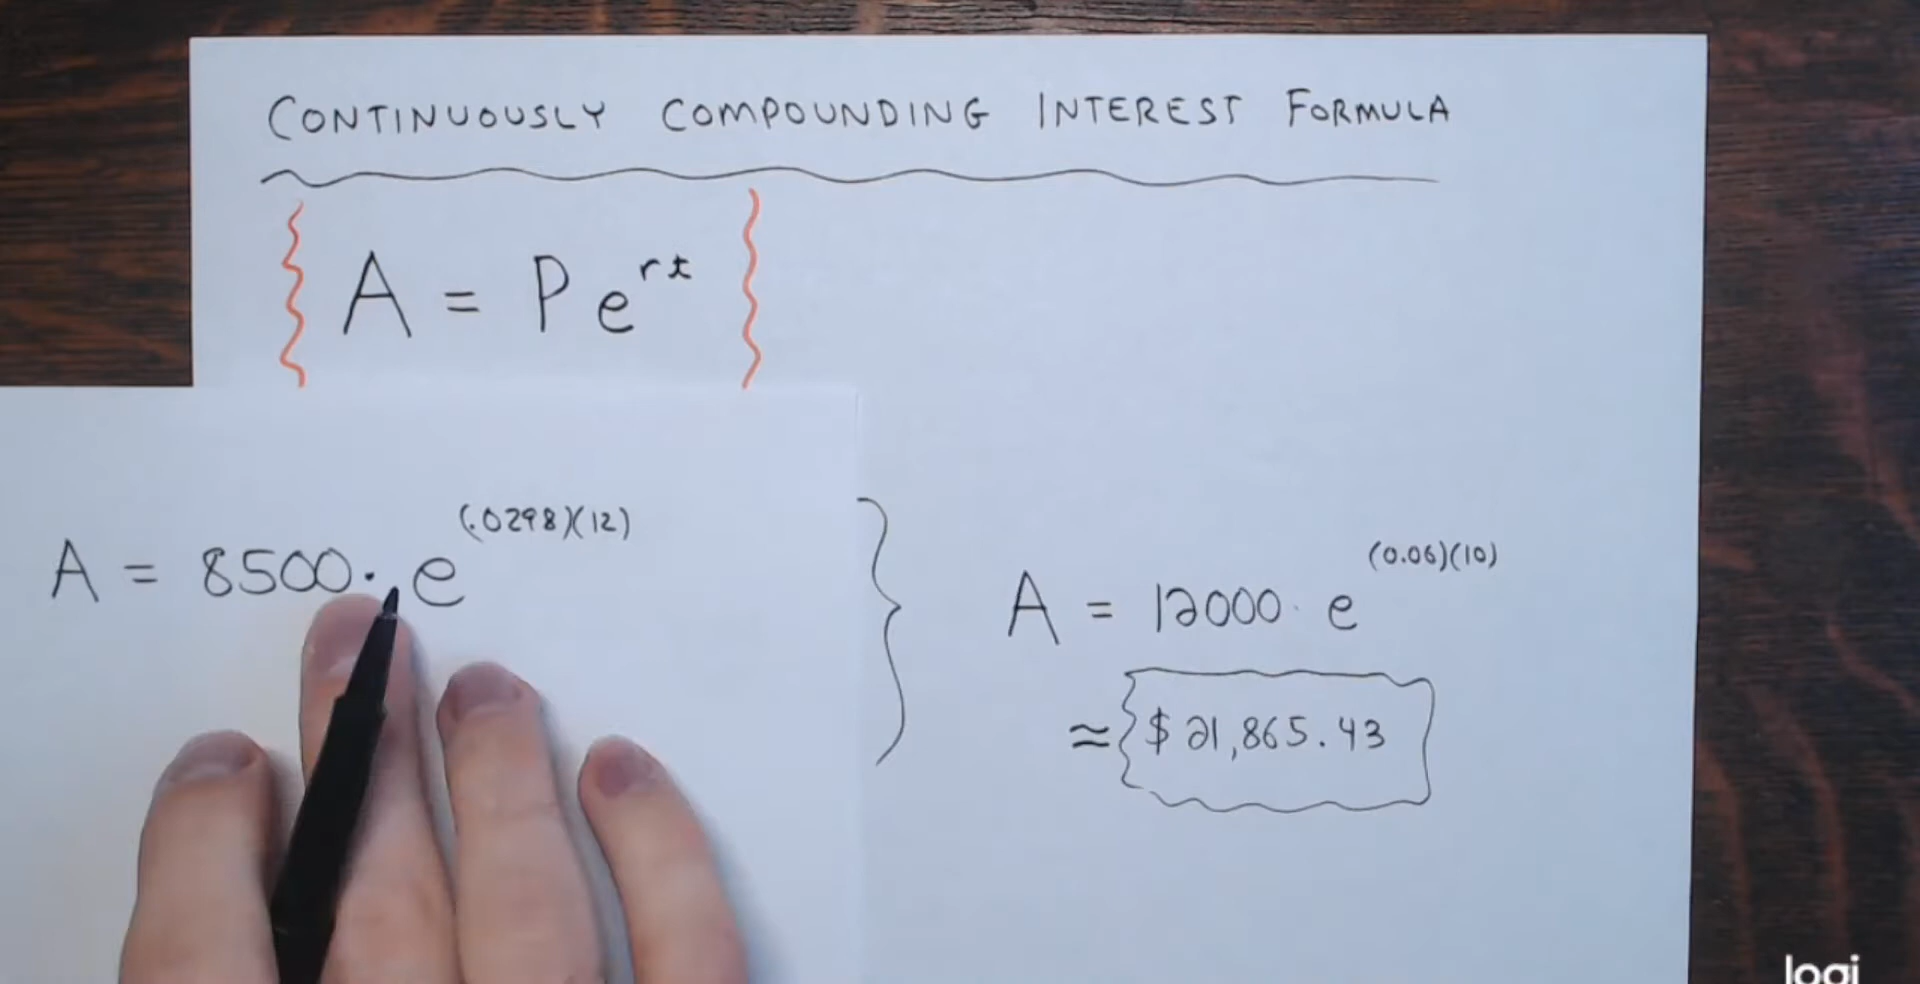 CONTINUOUSLY COMPOUNDING INTEREST FORMULA
A = Pe^rt
A = 8500 · e^(.0298)(12)
A = 12000 · e^(0.06)(10)
≈ $21,865.43
logi